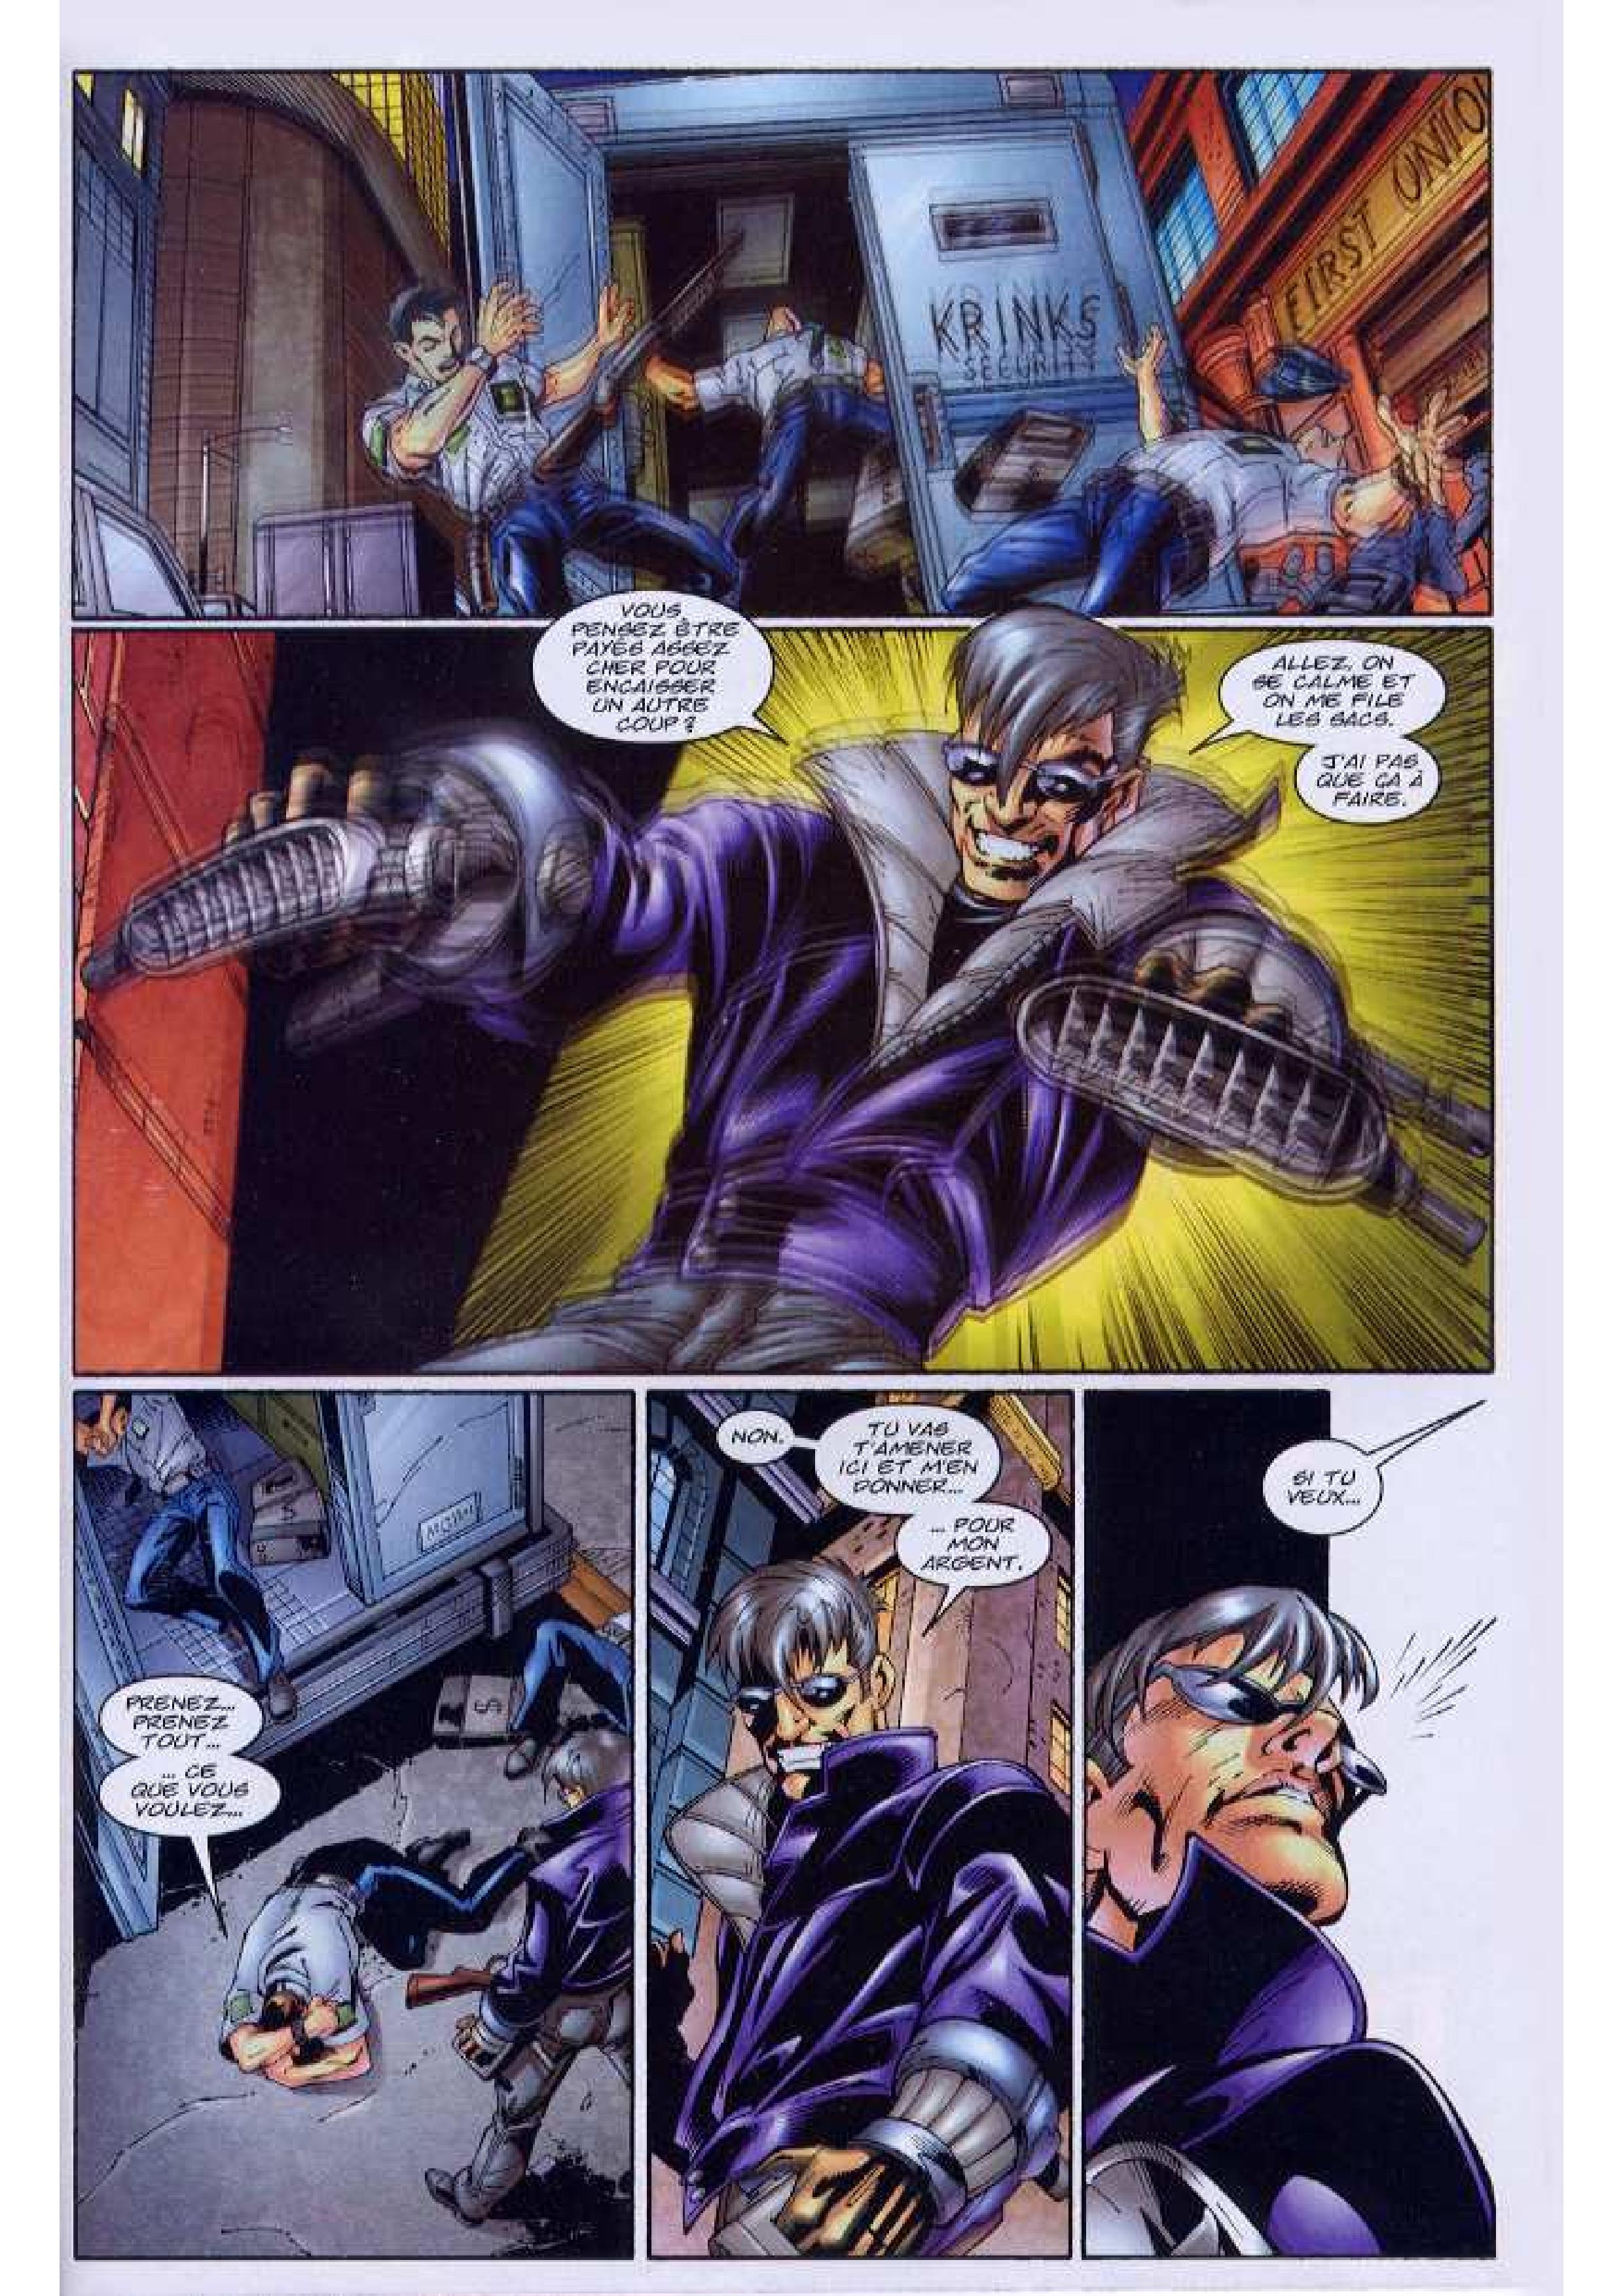 FIRST UNIO
KRINKS
SECURITY
VOUS
PENSEZ ÊTRE
PAYÉS ASSEZ
CHER POUR
ENCAISSER
UN AUTRE
COUP ?
ALLEZ, ON
SE CALME ET
ON ME FILE
LES SACS.
J'AI PAS
QUE ÇA À
FAIRE.
PRENEZ...
PRENEZ
TOUT...
... CE
QUE VOUS
VOULEZ...
NON.
TU VAS
T'AMENER
ICI ET M'EN
DONNER...
... POUR
MON
ARGENT.
SI TU
VEUX...